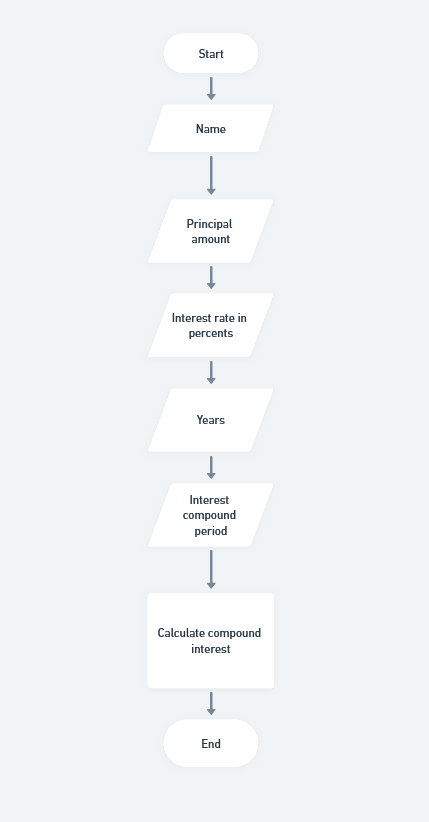 Start
Name
Principal
amount
Interest rate in
percents
Years
Interest
compound
period
Calculate compound
interest
End